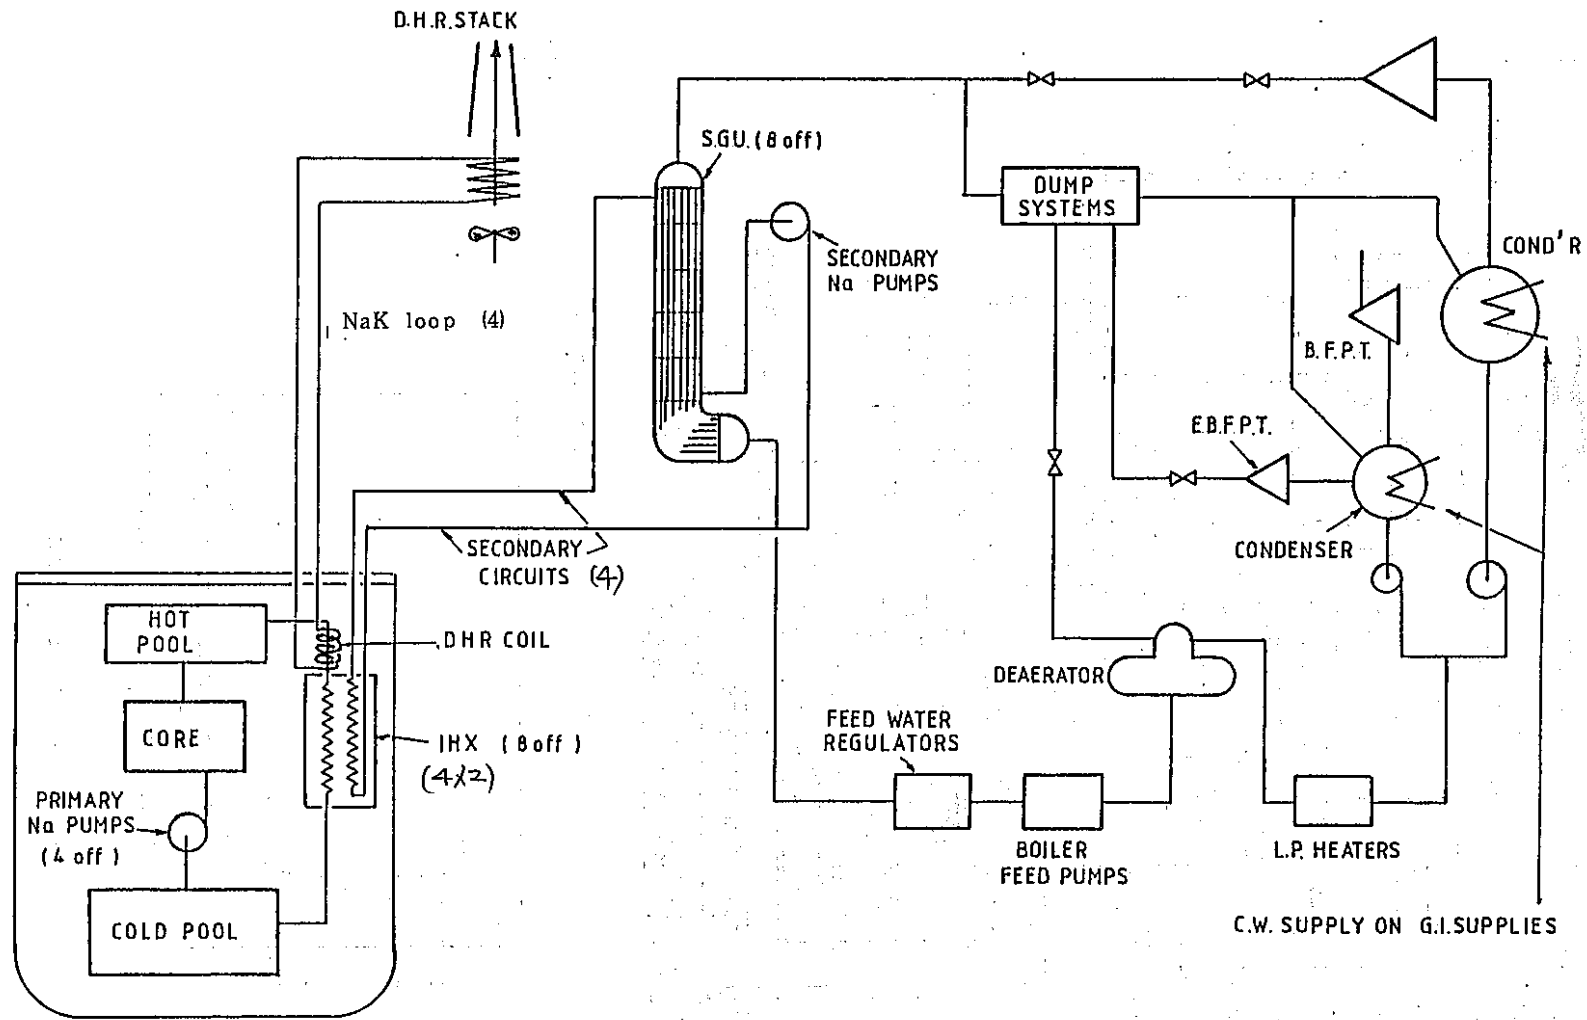 D.H.R. STACK
S.G.U. (8 off)
DUMP
SYSTEMS
SECONDARY
Na PUMPS
COND'R
NaK loop (4)
B.F.P.T.
E.B.F.P.T.
CONDENSER
SECONDARY
CIRCUITS (4)
HOT
POOL
DHR COIL
DEAERATOR
CORE
IHX (8 off)
(4x2)
FEED WATER
REGULATORS
PRIMARY
Na PUMPS
(4 off)
BOILER
FEED PUMPS
L.P. HEATERS
COLD POOL
C.W. SUPPLY ON G.I. SUPPLIES